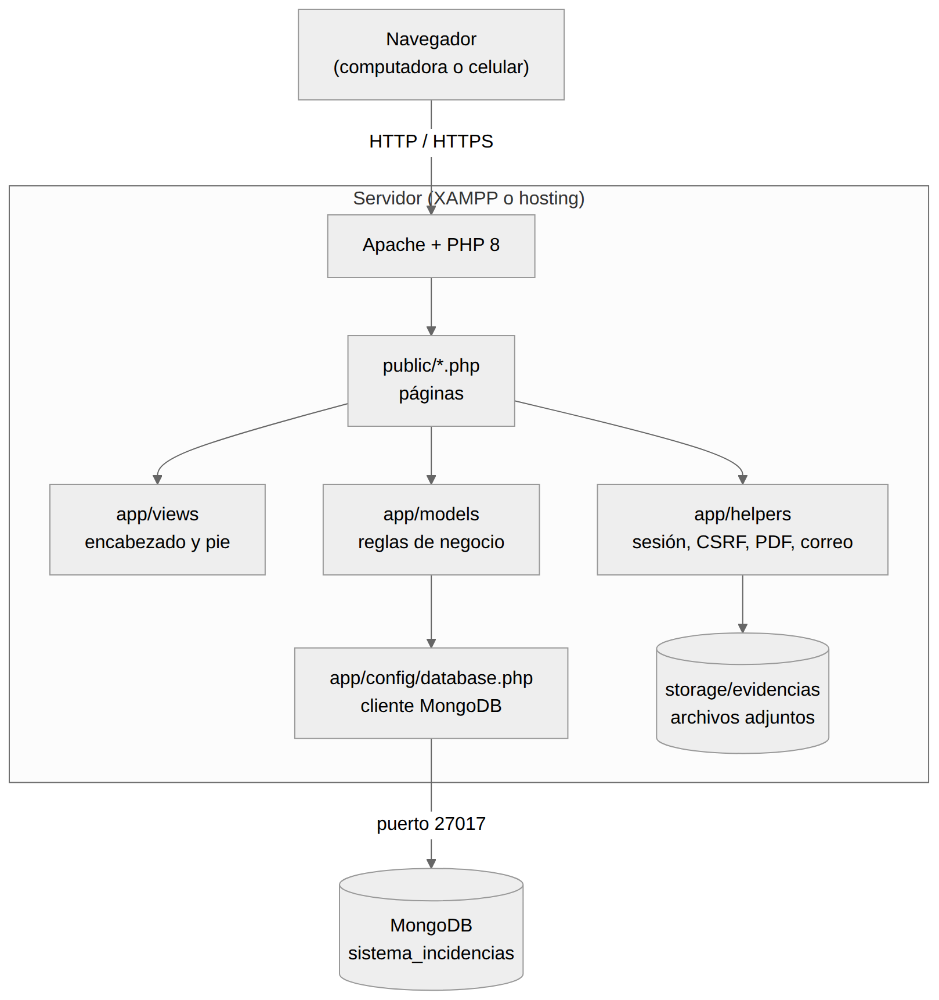 Navegador
(computadora o celular)
HTTP / HTTPS
Servidor (XAMPP o hosting)
Apache + PHP 8
public/*.php
páginas
app/views
encabezado y pie
app/models
reglas de negocio
app/helpers
sesión, CSRF, PDF, correo
app/config/database.php
cliente MongoDB
storage/evidencias
archivos adjuntos
puerto 27017
MongoDB
sistema_incidencias